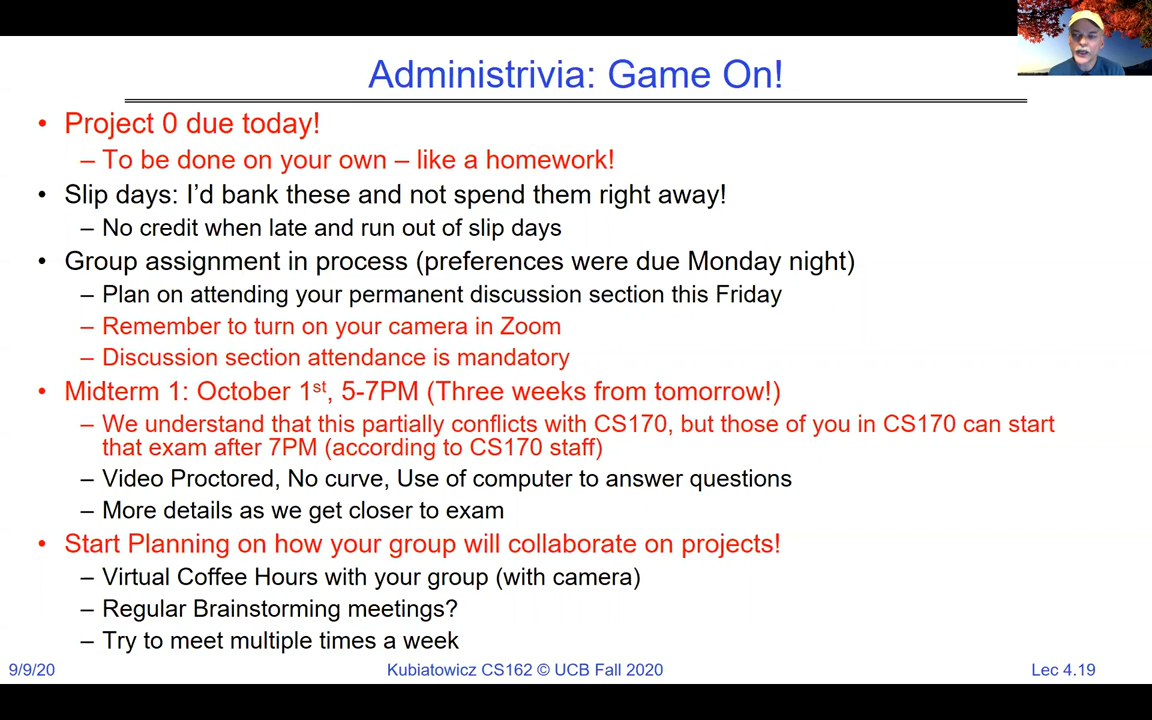 Administrivia: Game On!
• Project 0 due today!
– To be done on your own – like a homework!
• Slip days: I’d bank these and not spend them right away!
– No credit when late and run out of slip days
• Group assignment in process (preferences were due Monday night)
– Plan on attending your permanent discussion section this Friday
– Remember to turn on your camera in Zoom
– Discussion section attendance is mandatory
• Midterm 1: October 1st, 5-7PM (Three weeks from tomorrow!)
– We understand that this partially conflicts with CS170, but those of you in CS170 can start
that exam after 7PM (according to CS170 staff)
– Video Proctored, No curve, Use of computer to answer questions
– More details as we get closer to exam
• Start Planning on how your group will collaborate on projects!
– Virtual Coffee Hours with your group (with camera)
– Regular Brainstorming meetings?
– Try to meet multiple times a week
9/9/20 Kubiatowicz CS162 © UCB Fall 2020 Lec 4.19